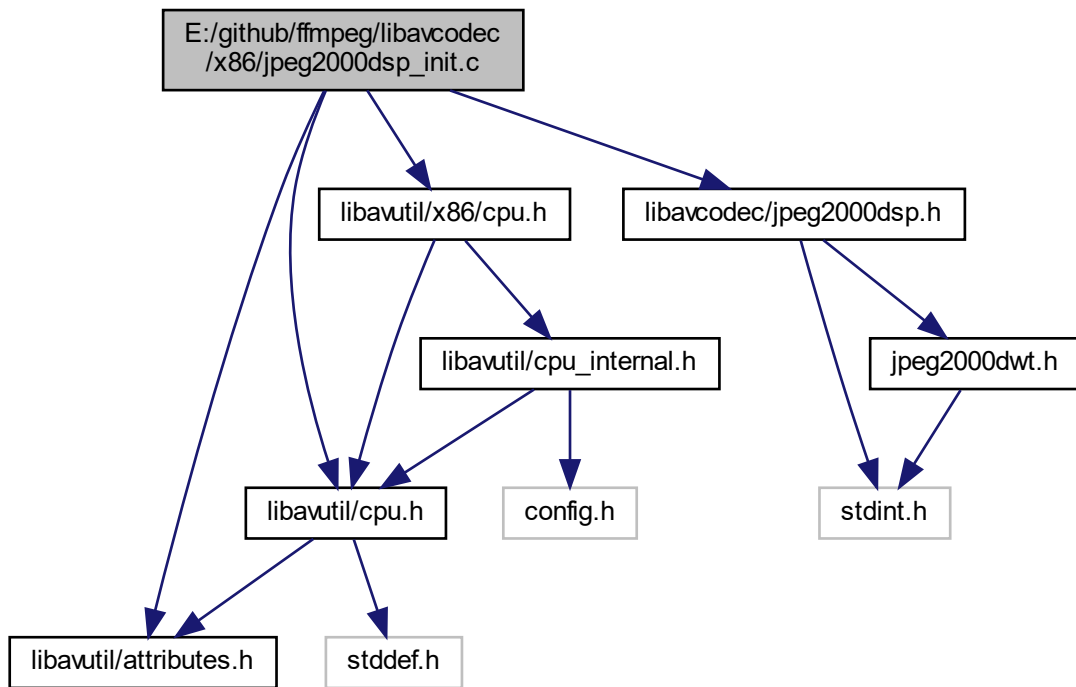 E:/github/ffmpeg/libavcodec
/x86/jpeg2000dsp_init.c
libavutil/x86/cpu.h
libavcodec/jpeg2000dsp.h
libavutil/cpu_internal.h
jpeg2000dwt.h
libavutil/cpu.h
config.h
stdint.h
libavutil/attributes.h
stddef.h